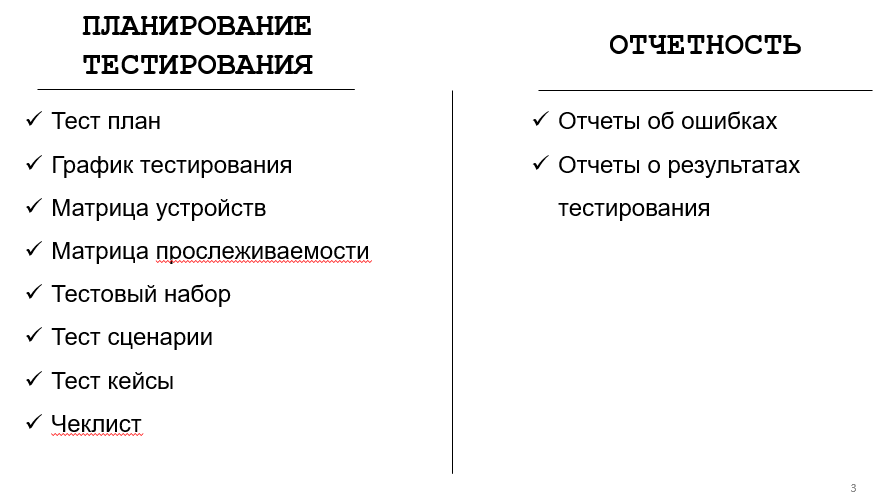 ПЛАНИРОВАНИЕ
ТЕСТИРОВАНИЯ
✓ Тест план
✓ График тестирования
✓ Матрица устройств
✓ Матрица прослеживаемости
✓ Тестовый набор
✓ Тест сценарии
✓ Тест кейсы
✓ Чеклист
ОТЧЕТНОСТЬ
✓ Отчеты об ошибках
✓ Отчеты о результатах
тестирования
3